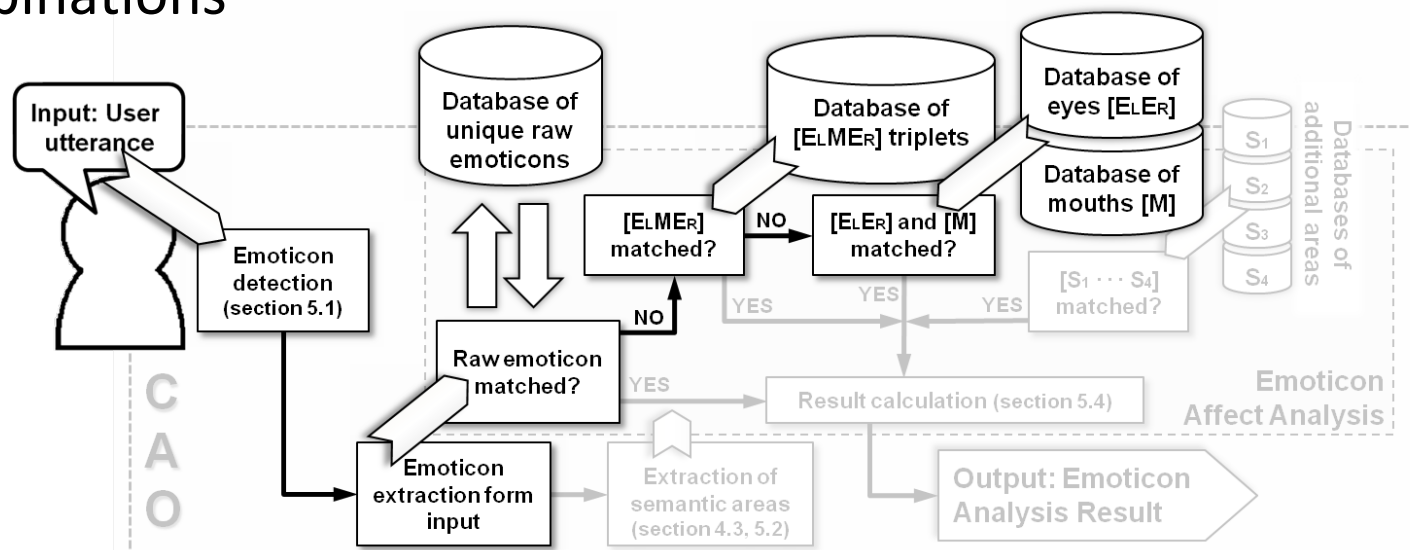 binations
Input: User
utterance
Database of
unique raw
emoticons
Database of
[ELMER] triplets
Database of
eyes [ELER]
Database of
mouths [M]
S1
S2
S3
S4
Databases of
additional areas
Emoticon
detection
(section 5.1)
[ELMER]
matched?
NO
[ELER] and [M]
matched?
[S1 ··· S4]
matched?
YES
YES
YES
NO
Raw emoticon
matched?
YES
Result calculation (section 5.4)
Emoticon
Affect Analysis
C
A
O
Emoticon
extraction form
input
Extraction of
semantic areas
(section 4.3, 5.2)
Output: Emoticon
Analysis Result